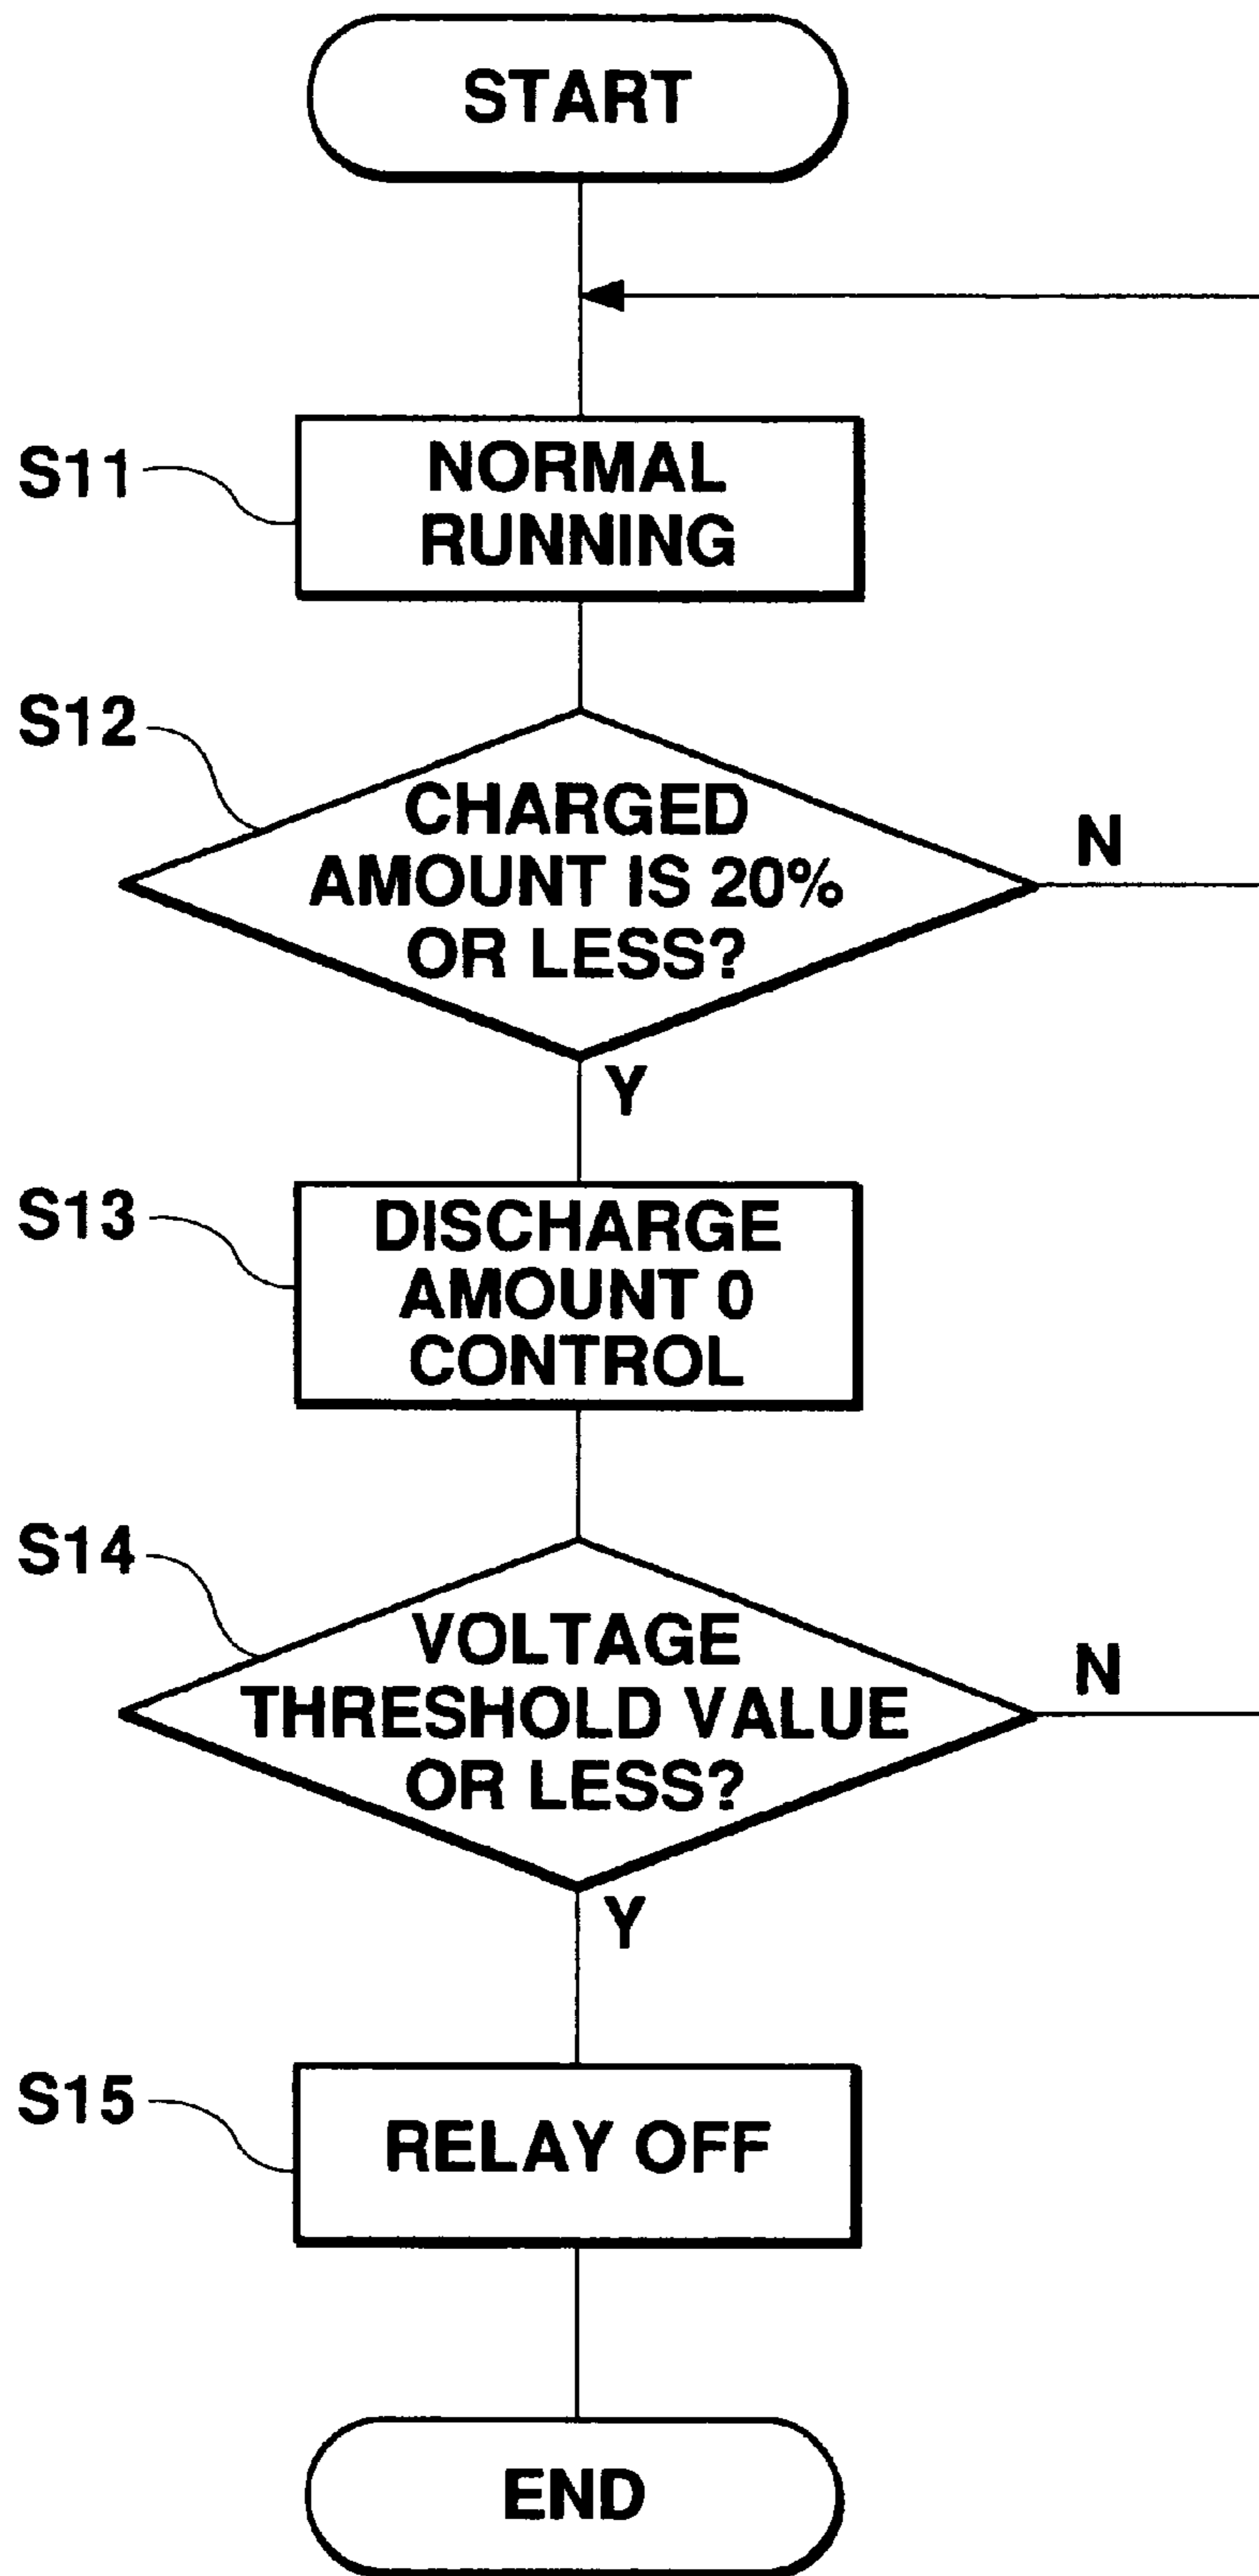 START
S11
NORMAL
RUNNING
S12
CHARGED
AMOUNT IS 20%
OR LESS?
N
Y
S13
DISCHARGE
AMOUNT 0
CONTROL
S14
VOLTAGE
THRESHOLD VALUE
OR LESS?
N
Y
S15
RELAY OFF
END